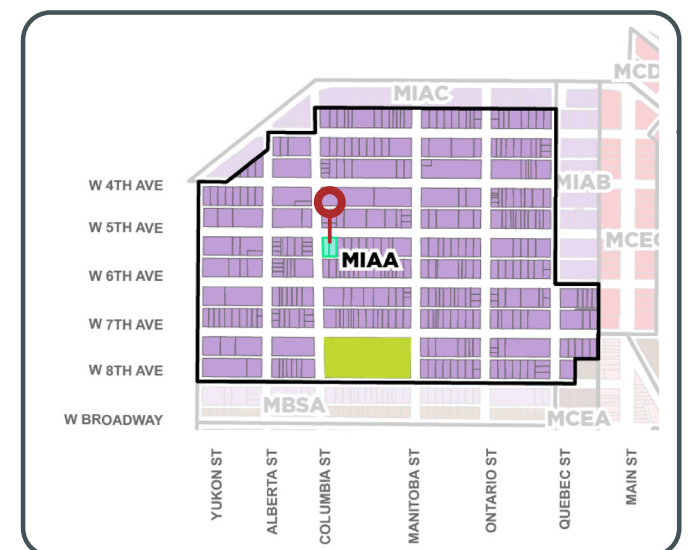 MCD
MIAC
W 4TH AVE
MIAB
W 5TH AVE
MCEC
MIAA
W 6TH AVE
W 7TH AVE
W 8TH AVE
MBSA
MCEA
W BROADWAY
YUKON ST
ALBERTA ST
COLUMBIA ST
MANITOBA ST
ONTARIO ST
QUEBEC ST
MAIN ST